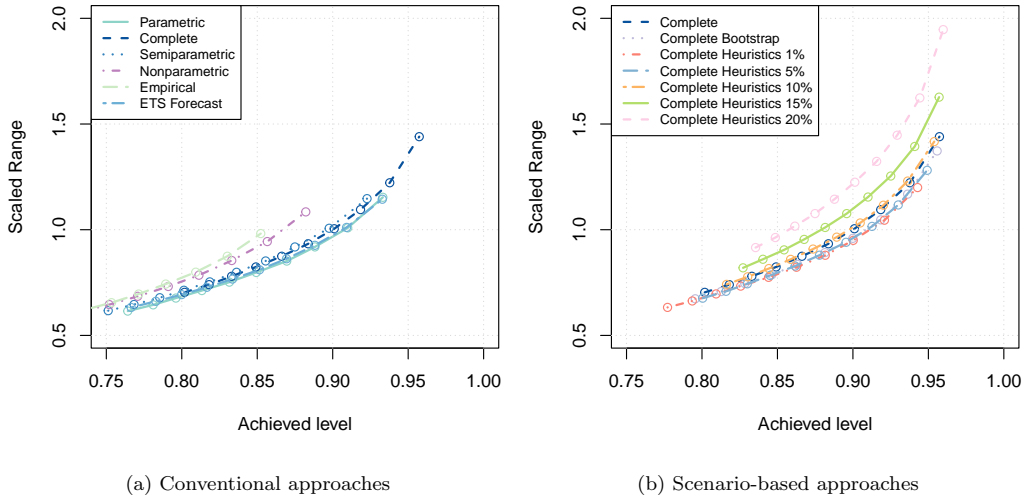 Scaled Range
2.0
1.5
1.0
0.5
Parametric
Complete
Semiparametric
Nonparametric
Empirical
ETS Forecast
0.75 0.80 0.85 0.90 0.95 1.00
Achieved level
(a) Conventional approaches
Scaled Range
2.0
1.5
1.0
0.5
Complete
Complete Bootstrap
Complete Heuristics 1%
Complete Heuristics 5%
Complete Heuristics 10%
Complete Heuristics 15%
Complete Heuristics 20%
0.75 0.80 0.85 0.90 0.95 1.00
Achieved level
(b) Scenario-based approaches